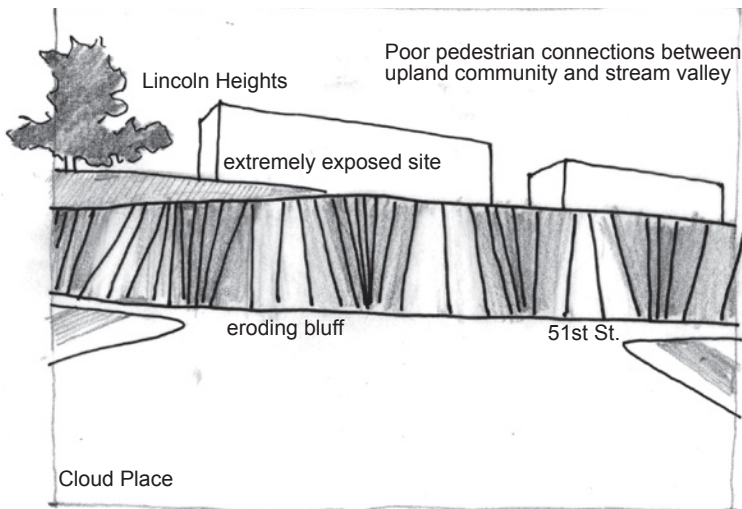 Poor pedestrian connections between
upland community and stream valley
Lincoln Heights
extremely exposed site
eroding bluff
51st St.
Cloud Place